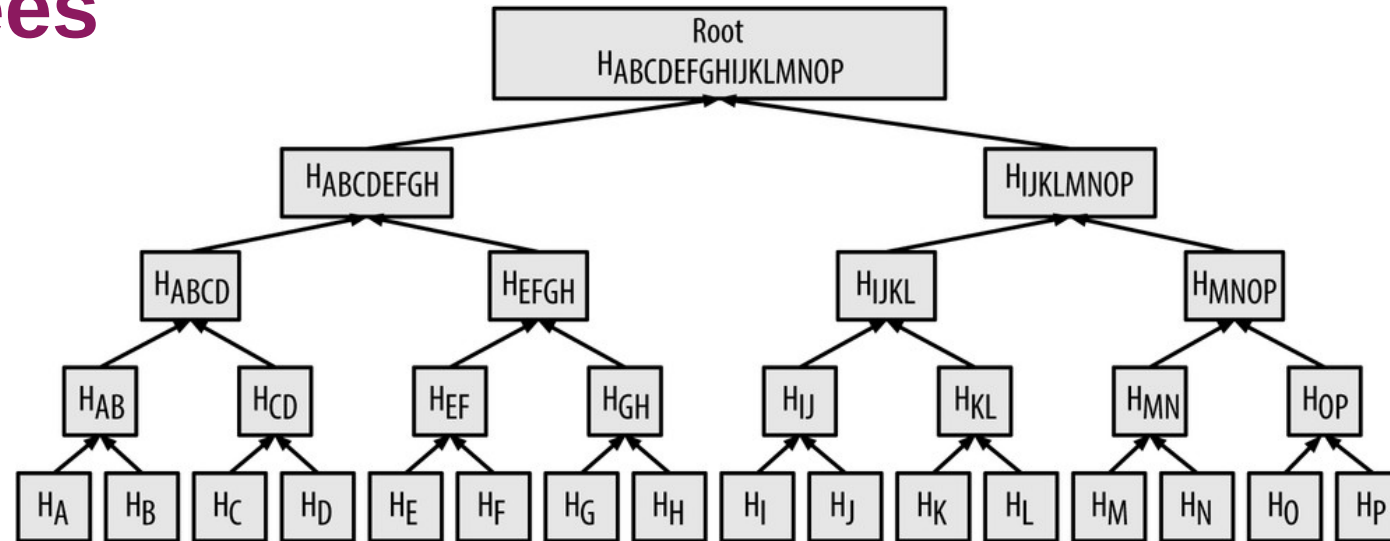 ees
Root
HABCDEFGHIJKLMNOP
HABCDEFGH
HIJKLMNOP
HABCD
HEFGH
HIJKL
HMNOP
HAB
HCD
HEF
HGH
HIJ
HKL
HMN
HOP
HA
HB
HC
HD
HE
HF
HG
HH
HI
HJ
HK
HL
HM
HN
HO
HP